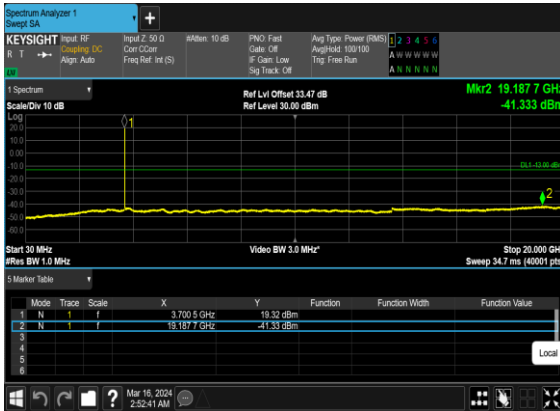 Spectrum Analyzer 1
Swept SA
+
KEYSIGHT
R T
Input: RF
Coupling: DC
Align: Auto
Input Z: 50 Ω
Corr CCorr
Freq Ref: Int (S)
#Atten: 10 dB
PNO: Fast
Gate: Off
IF Gain: Low
Sig Track: Off
Avg Type: Power (RMS)
Avg|Hold: 100/100
Trig: Free Run
1 2 3 4 5 6
A W W W W W
A N N N N N
1 Spectrum
Scale/Div 10 dB
Ref Lvl Offset 33.47 dB
Ref Level 30.00 dBm
Mkr2 19.187 7 GHz
-41.333 dBm
Log
20.0
10.0
0.00
-10.0
-20.0
-30.0
-40.0
-50.0
-60.0
1
DL1 -13.00 dBm
2
Start 30 MHz
#Res BW 1.0 MHz
Video BW 3.0 MHz*
Stop 20.000 GHz
Sweep 34.7 ms (40001 pts)
5 Marker Table
Mode Trace Scale X Y Function Function Width Function Value
1 N 1 f 3.700 5 GHz 19.32 dBm
2 N 1 f 19.187 7 GHz -41.33 dBm
3
4
5
6
Local
?
Mar 16, 2024
2:52:41 AM